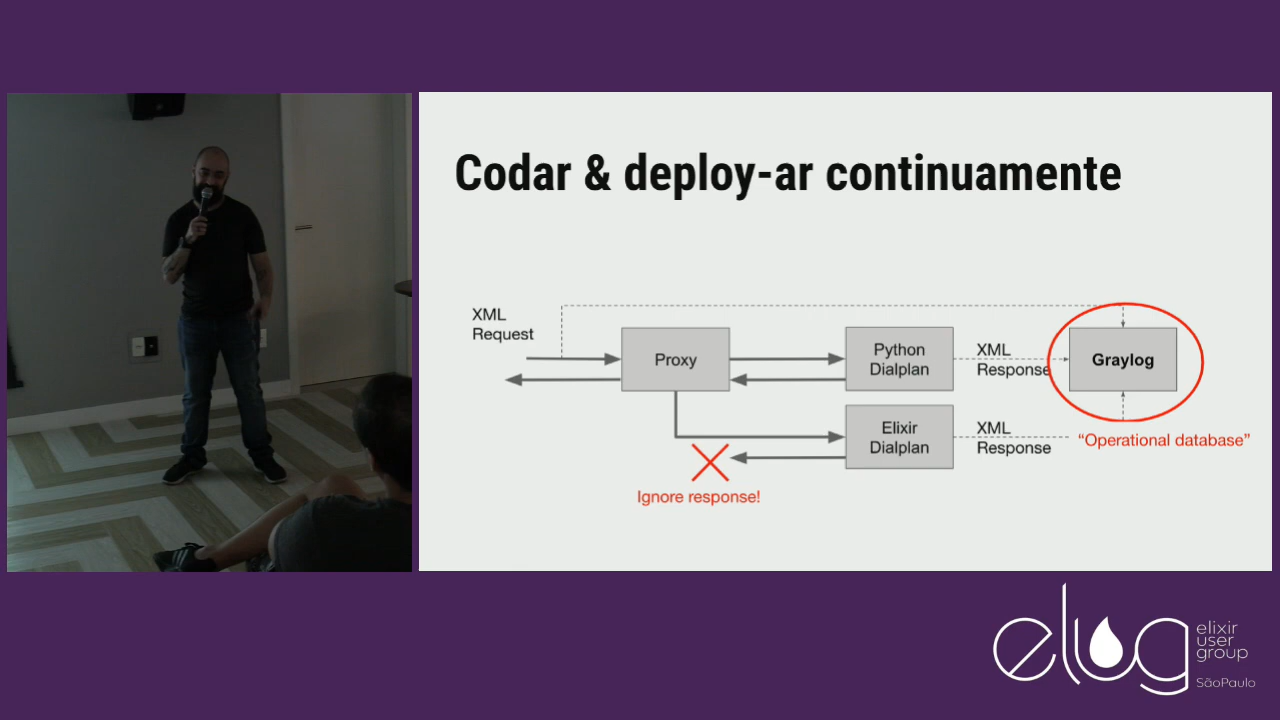 Codar & deploy-ar continuamente
XML
Request
Proxy
Python
Dialplan
XML
Response
Graylog
Elixir
Dialplan
XML
Response
“Operational database”
Ignore response!
elug
elixir
user
group
SãoPaulo